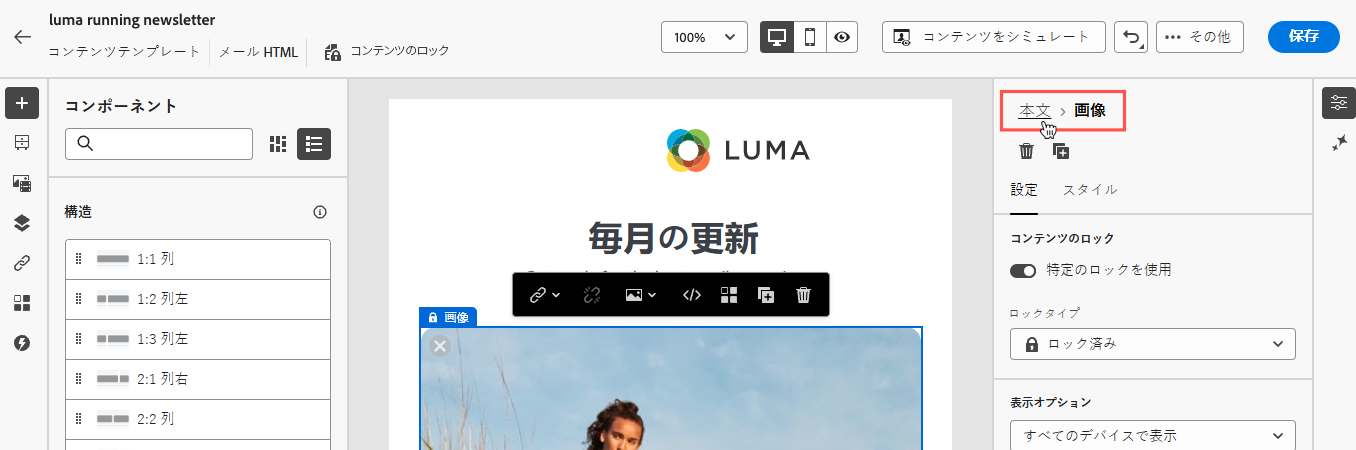 luma running newsletter
コンテンツテンプレート
メール HTML
コンテンツのロック
100%
コンテンツをシミュレート
その他
保存
コンポーネント
構造
1:1 列
1:2 列左
1:3 列左
2:1 列右
2:2 列
LUMA
毎月の更新
画像
本文 > 画像
設定
スタイル
コンテンツのロック
特定のロックを使用
ロックタイプ
ロック済み
表示オプション
すべてのデバイスで表示